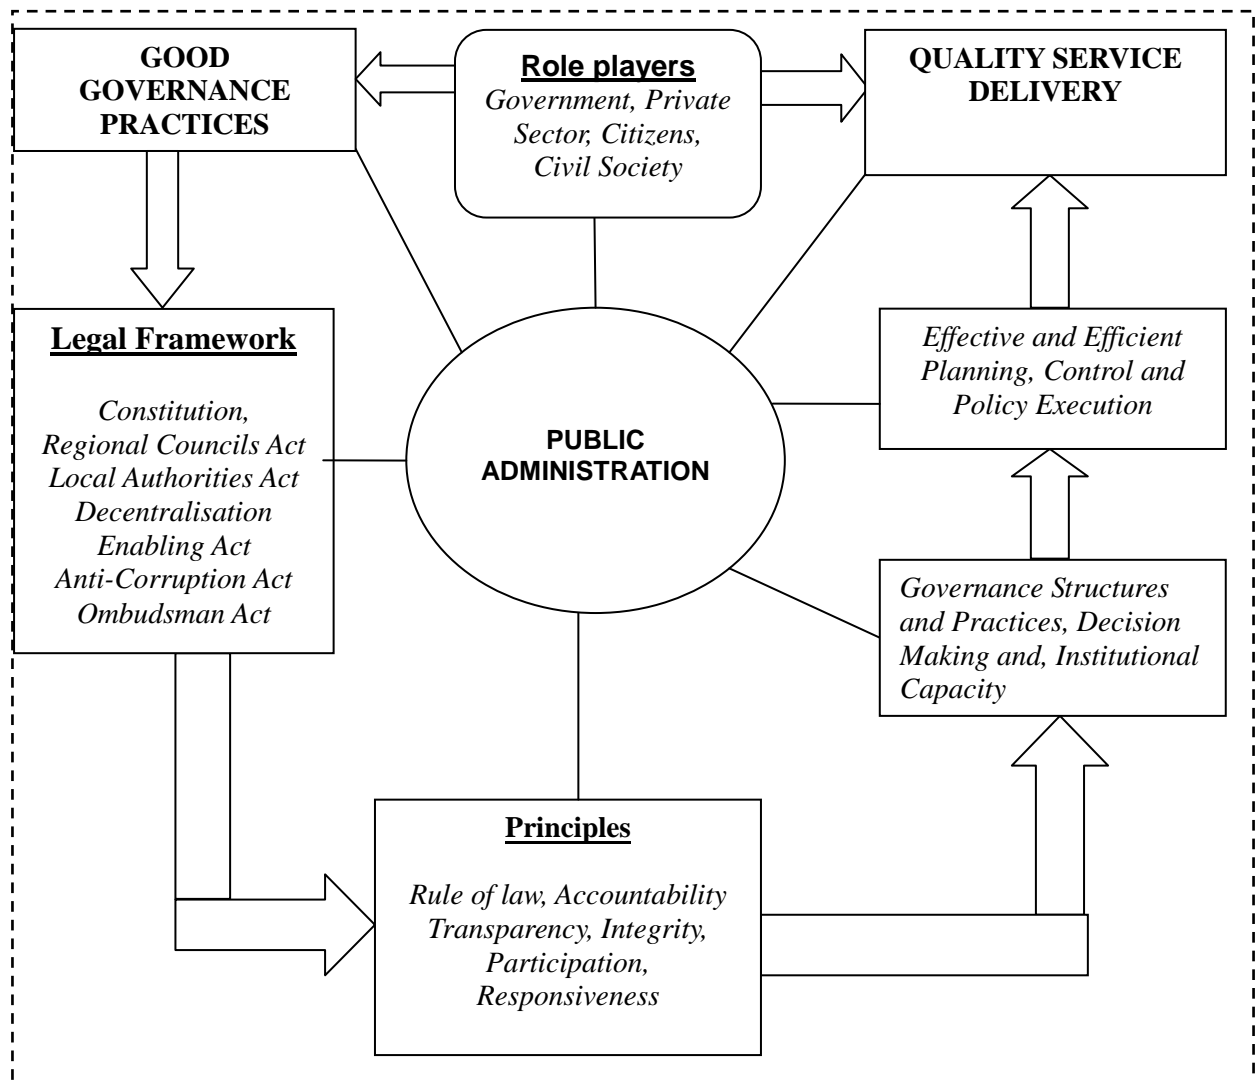 GOOD
GOVERNANCE
PRACTICES
Role players
Government, Private
Sector, Citizens,
Civil Society
QUALITY SERVICE
DELIVERY
Legal Framework
Constitution,
Regional Councils Act
Local Authorities Act
Decentralisation
Enabling Act
Anti-Corruption Act
Ombudsman Act
PUBLIC
ADMINISTRATION
Effective and Efficient
Planning, Control and
Policy Execution
Governance Structures
and Practices, Decision
Making and, Institutional
Capacity
Principles
Rule of law, Accountability
Transparency, Integrity,
Participation,
Responsiveness